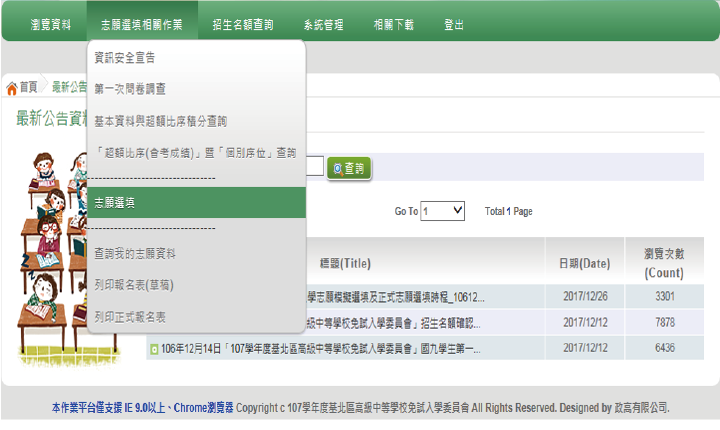 瀏覽資料 志願選填相關作業 招生名額查詢 系統管理 相關下載 登出
資訊安全宣告
首頁 最新公告
第一次問卷調查
最新公告資料
基本資料與超額比序積分查詢
「超額比序(會考成績)」暨「個別序位」查詢
查詢
------------------------------
志願選填
Go To 1 Total 1 Page
------------------------------
查詢我的志願資料
標題(Title) 日期(Date) 瀏覽次數(Count)
列印報名表(草稿)
學志願模擬選填及正式志願選填時程_10612... 2017/12/26 3301
列印正式報名表
級中等學校免試入學委員會」招生名額確認... 2017/12/12 7878
106年12月14日「107學年度基北區高級中等學校免試入學委員會」國九學生第一... 2017/12/12 6436
本作業平台僅支援 IE 9.0以上、Chrome瀏覽器 Copyright c 107學年度基北區高級中等學校免試入學委員會 All Rights Reserved. Designed by 政高有限公司.